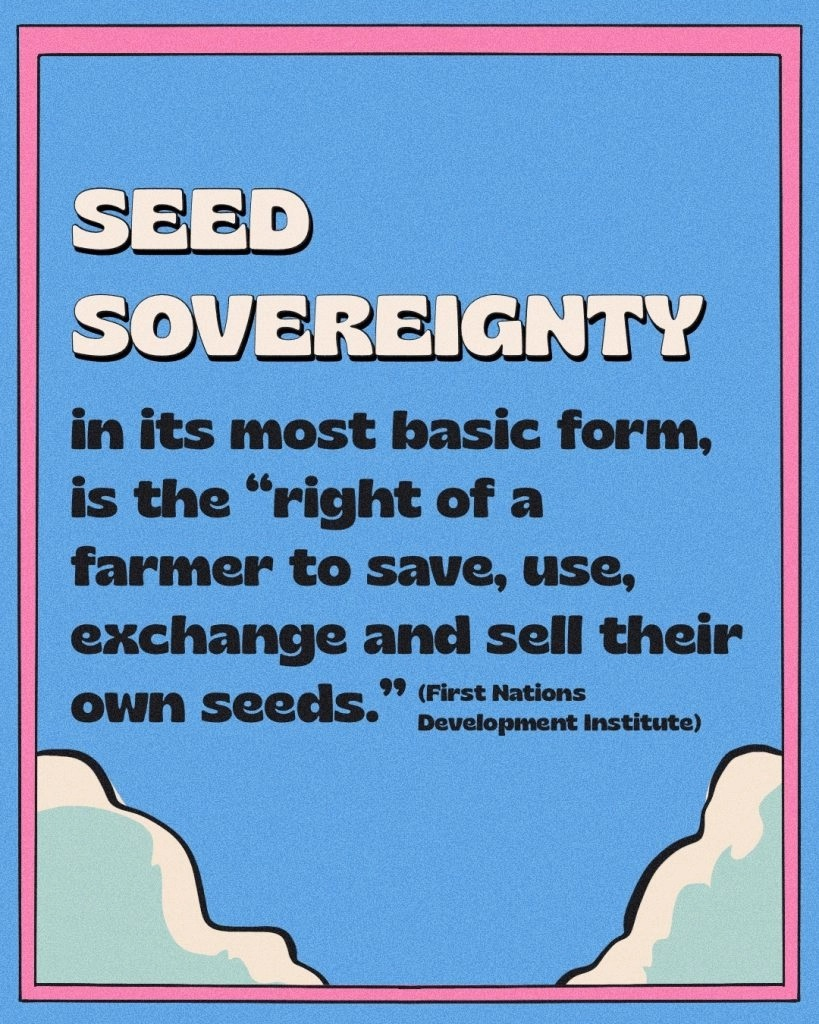 SEED
SOVEREIGNTY
in its most basic form,
is the “right of a
farmer to save, use,
exchange and sell their
own seeds.” (First Nations
Development Institute)